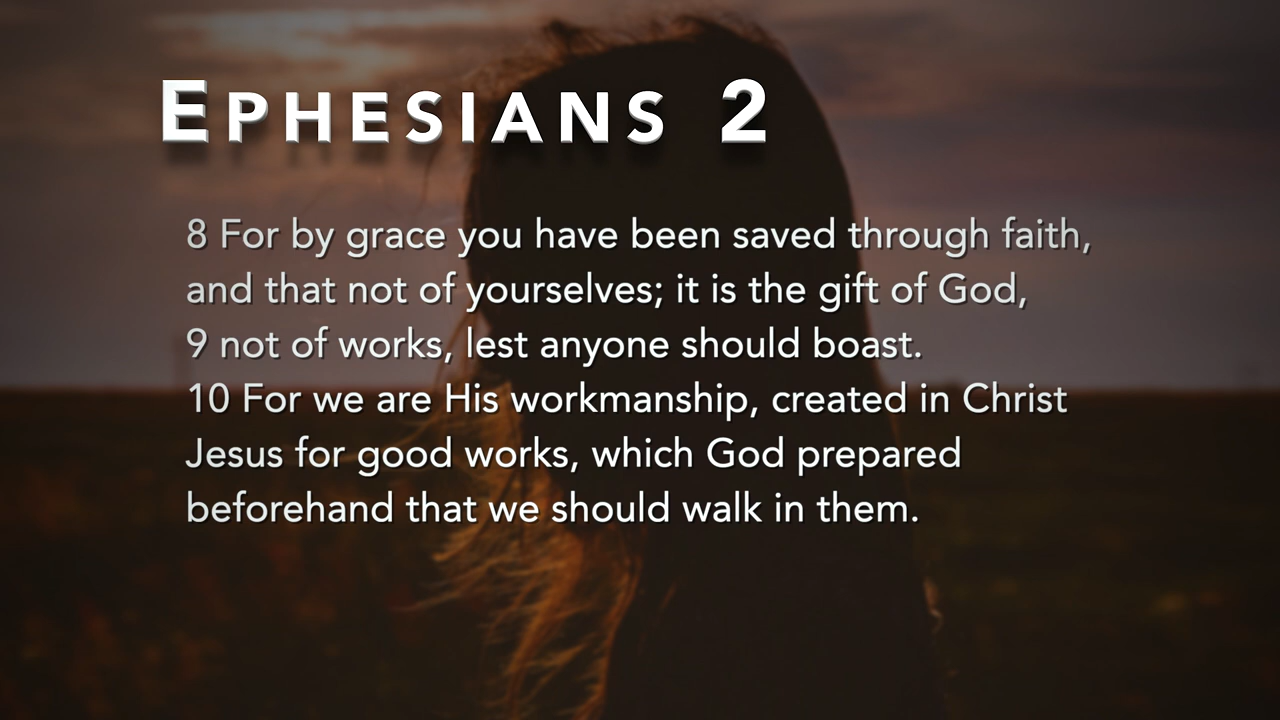 EPHESIANS 2
8 For by grace you have been saved through faith,
and that not of yourselves; it is the gift of God,
9 not of works, lest anyone should boast.
10 For we are His workmanship, created in Christ
Jesus for good works, which God prepared
beforehand that we should walk in them.